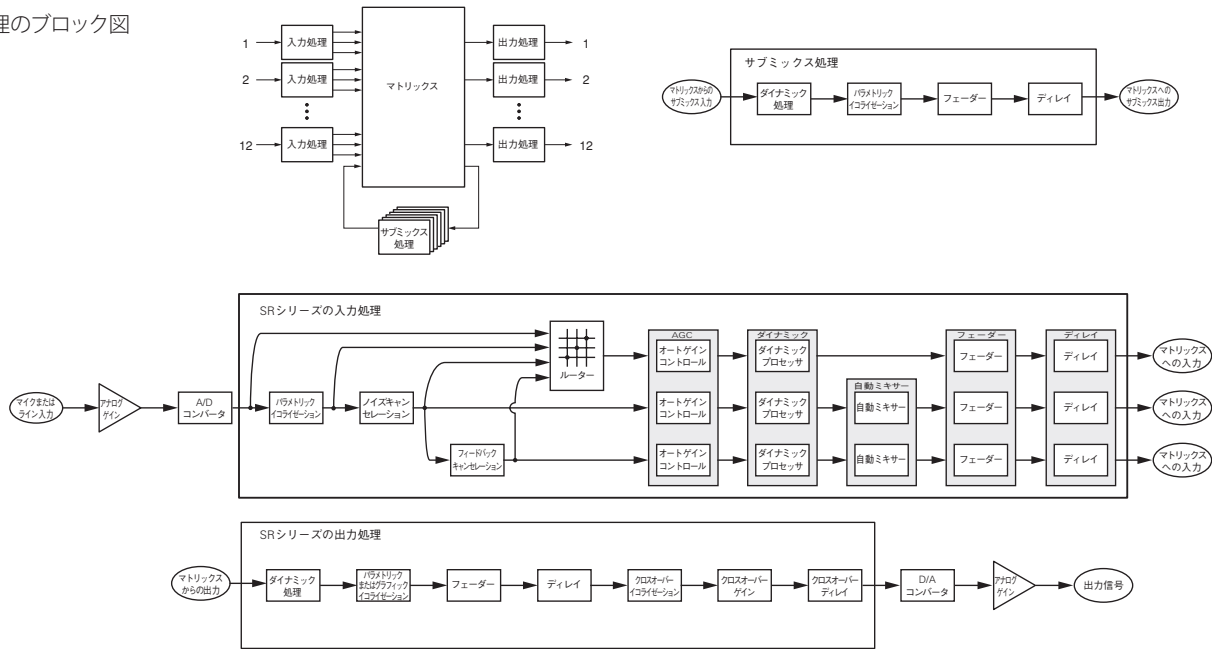 理のブロック図
1
入力処理
出力処理
1
2
入力処理
出力処理
2
マトリックス
12
入力処理
出力処理
12
サブミックス
処理
サブミックス処理
マトリックスからの
サブミックス入力
ダイナミック
処理
パラメトリック
イコライゼーション
フェーダー
ディレイ
マトリックスへの
サブミックス出力
SRシリーズの入力処理
マイクまたは
ライン入力
アナログ
ゲイン
A/D
コンバータ
パラメトリック
イコライゼーション
ノイズキャン
セレーション
フィードバック
キャンセレーション
ルーター
AGC
オートゲイン
コントロール
オートゲイン
コントロール
オートゲイン
コントロール
ダイナミック
ダイナミック
プロセッサ
ダイナミック
プロセッサ
ダイナミック
プロセッサ
自動ミキサー
自動ミキサー
自動ミキサー
フェーダー
フェーダー
フェーダー
フェーダー
ディレイ
ディレイ
ディレイ
ディレイ
マトリックス
への入力
マトリックス
への入力
マトリックス
への入力
SRシリーズの出力処理
マトリックス
からの出力
ダイナミック
処理
パラメトリック
またはグラフィック
イコライゼーション
フェーダー
ディレイ
クロスオーバー
イコライゼーション
クロスオーバー
ゲイン
クロスオーバー
ディレイ
D/A
コンバータ
アナログ
ゲイン
出力信号